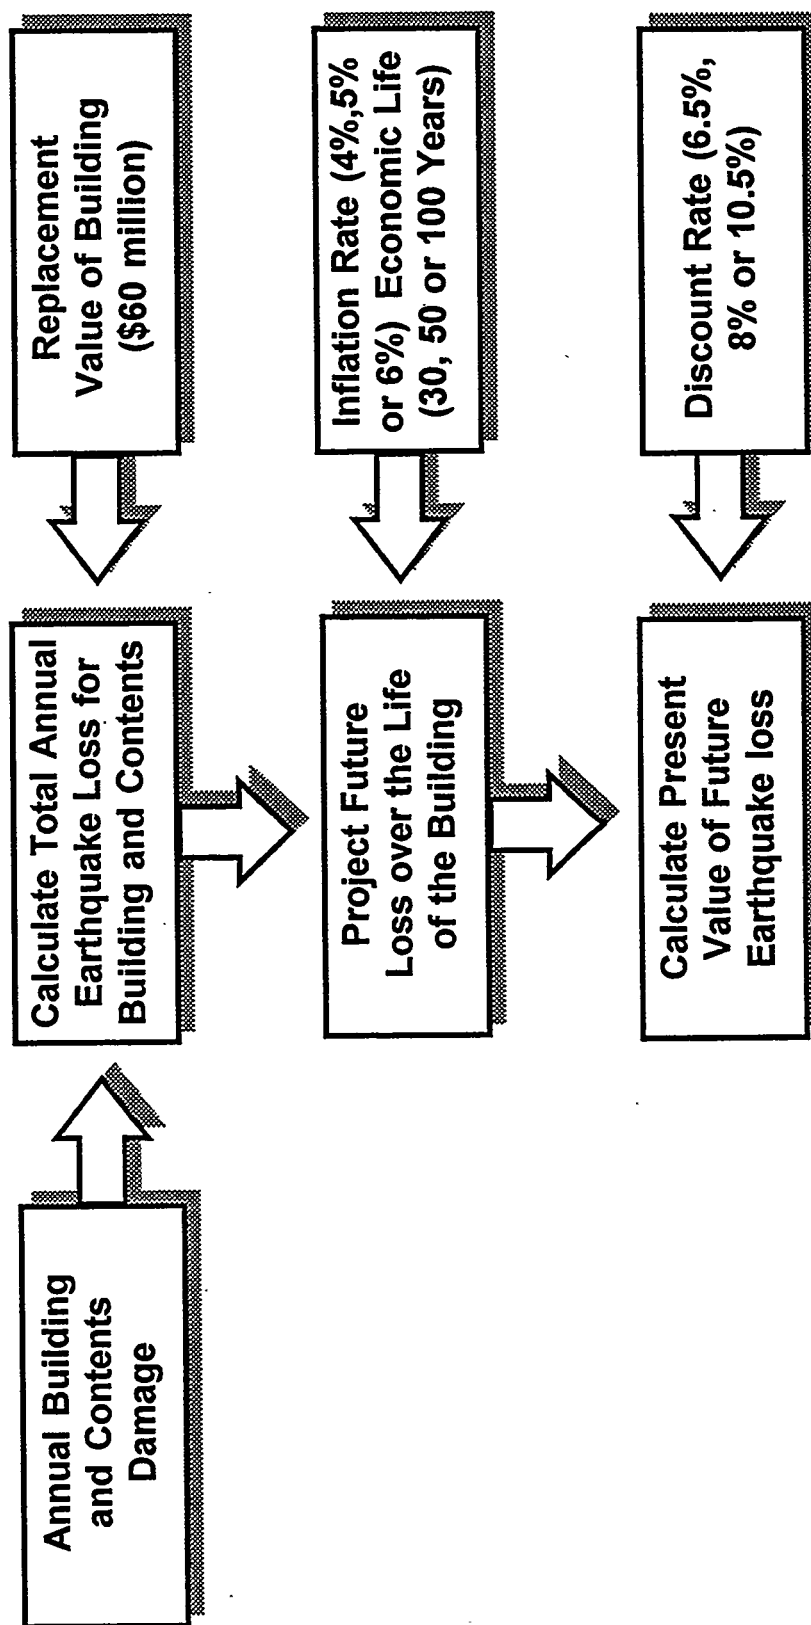 Annual Building
and Contents
Damage
Calculate Total Annual
Earthquake Loss for
Building and Contents
Replacement
Value of Building
($60 million)
Project Future
Loss over the Life
of the Building
Inflation Rate (4%,5%
or 6%) Economic Life
(30, 50 or 100 Years)
Calculate Present
Value of Future
Earthquake loss
Discount Rate (6.5%,
8% or 10.5%)